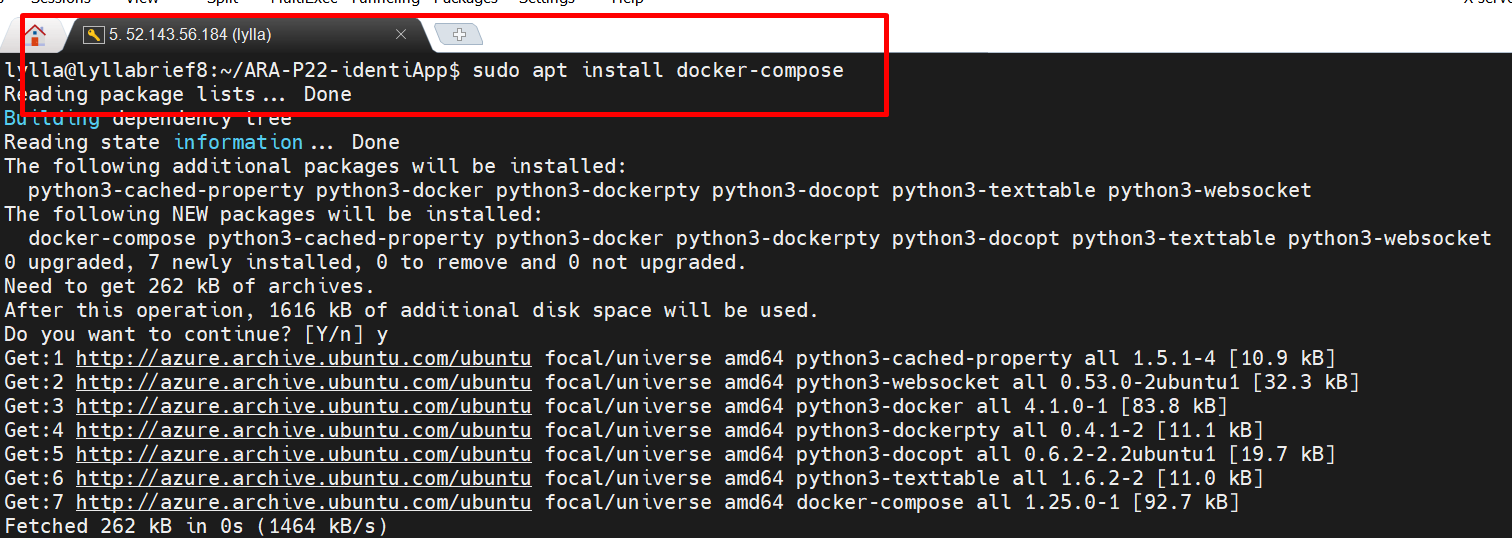 Sessions View Split MultiExec Tunneling Packages Settings Help
5. 52.143.56.184 (lylla)
lylla@lyllabrief8:~/ARA-P22-identiApp$ sudo apt install docker-compose
Reading package lists... Done
Building dependency tree
Reading state information... Done
The following additional packages will be installed:
python3-cached-property python3-docker python3-dockerpty python3-docopt python3-texttable python3-websocket
The following NEW packages will be installed:
docker-compose python3-cached-property python3-docker python3-dockerpty python3-docopt python3-texttable python3-websocket
0 upgraded, 7 newly installed, 0 to remove and 0 not upgraded.
Need to get 262 kB of archives.
After this operation, 1616 kB of additional disk space will be used.
Do you want to continue? [Y/n] y
Get:1 http://azure.archive.ubuntu.com/ubuntu focal/universe amd64 python3-cached-property all 1.5.1-4 [10.9 kB]
Get:2 http://azure.archive.ubuntu.com/ubuntu focal/universe amd64 python3-websocket all 0.53.0-2ubuntu1 [32.3 kB]
Get:3 http://azure.archive.ubuntu.com/ubuntu focal/universe amd64 python3-docker all 4.1.0-1 [83.8 kB]
Get:4 http://azure.archive.ubuntu.com/ubuntu focal/universe amd64 python3-dockerpty all 0.4.1-2 [11.1 kB]
Get:5 http://azure.archive.ubuntu.com/ubuntu focal/universe amd64 python3-docopt all 0.6.2-2.2ubuntu1 [19.7 kB]
Get:6 http://azure.archive.ubuntu.com/ubuntu focal/universe amd64 python3-texttable all 1.6.2-2 [11.0 kB]
Get:7 http://azure.archive.ubuntu.com/ubuntu focal/universe amd64 docker-compose all 1.25.0-1 [92.7 kB]
Fetched 262 kB in 0s (1464 kB/s)